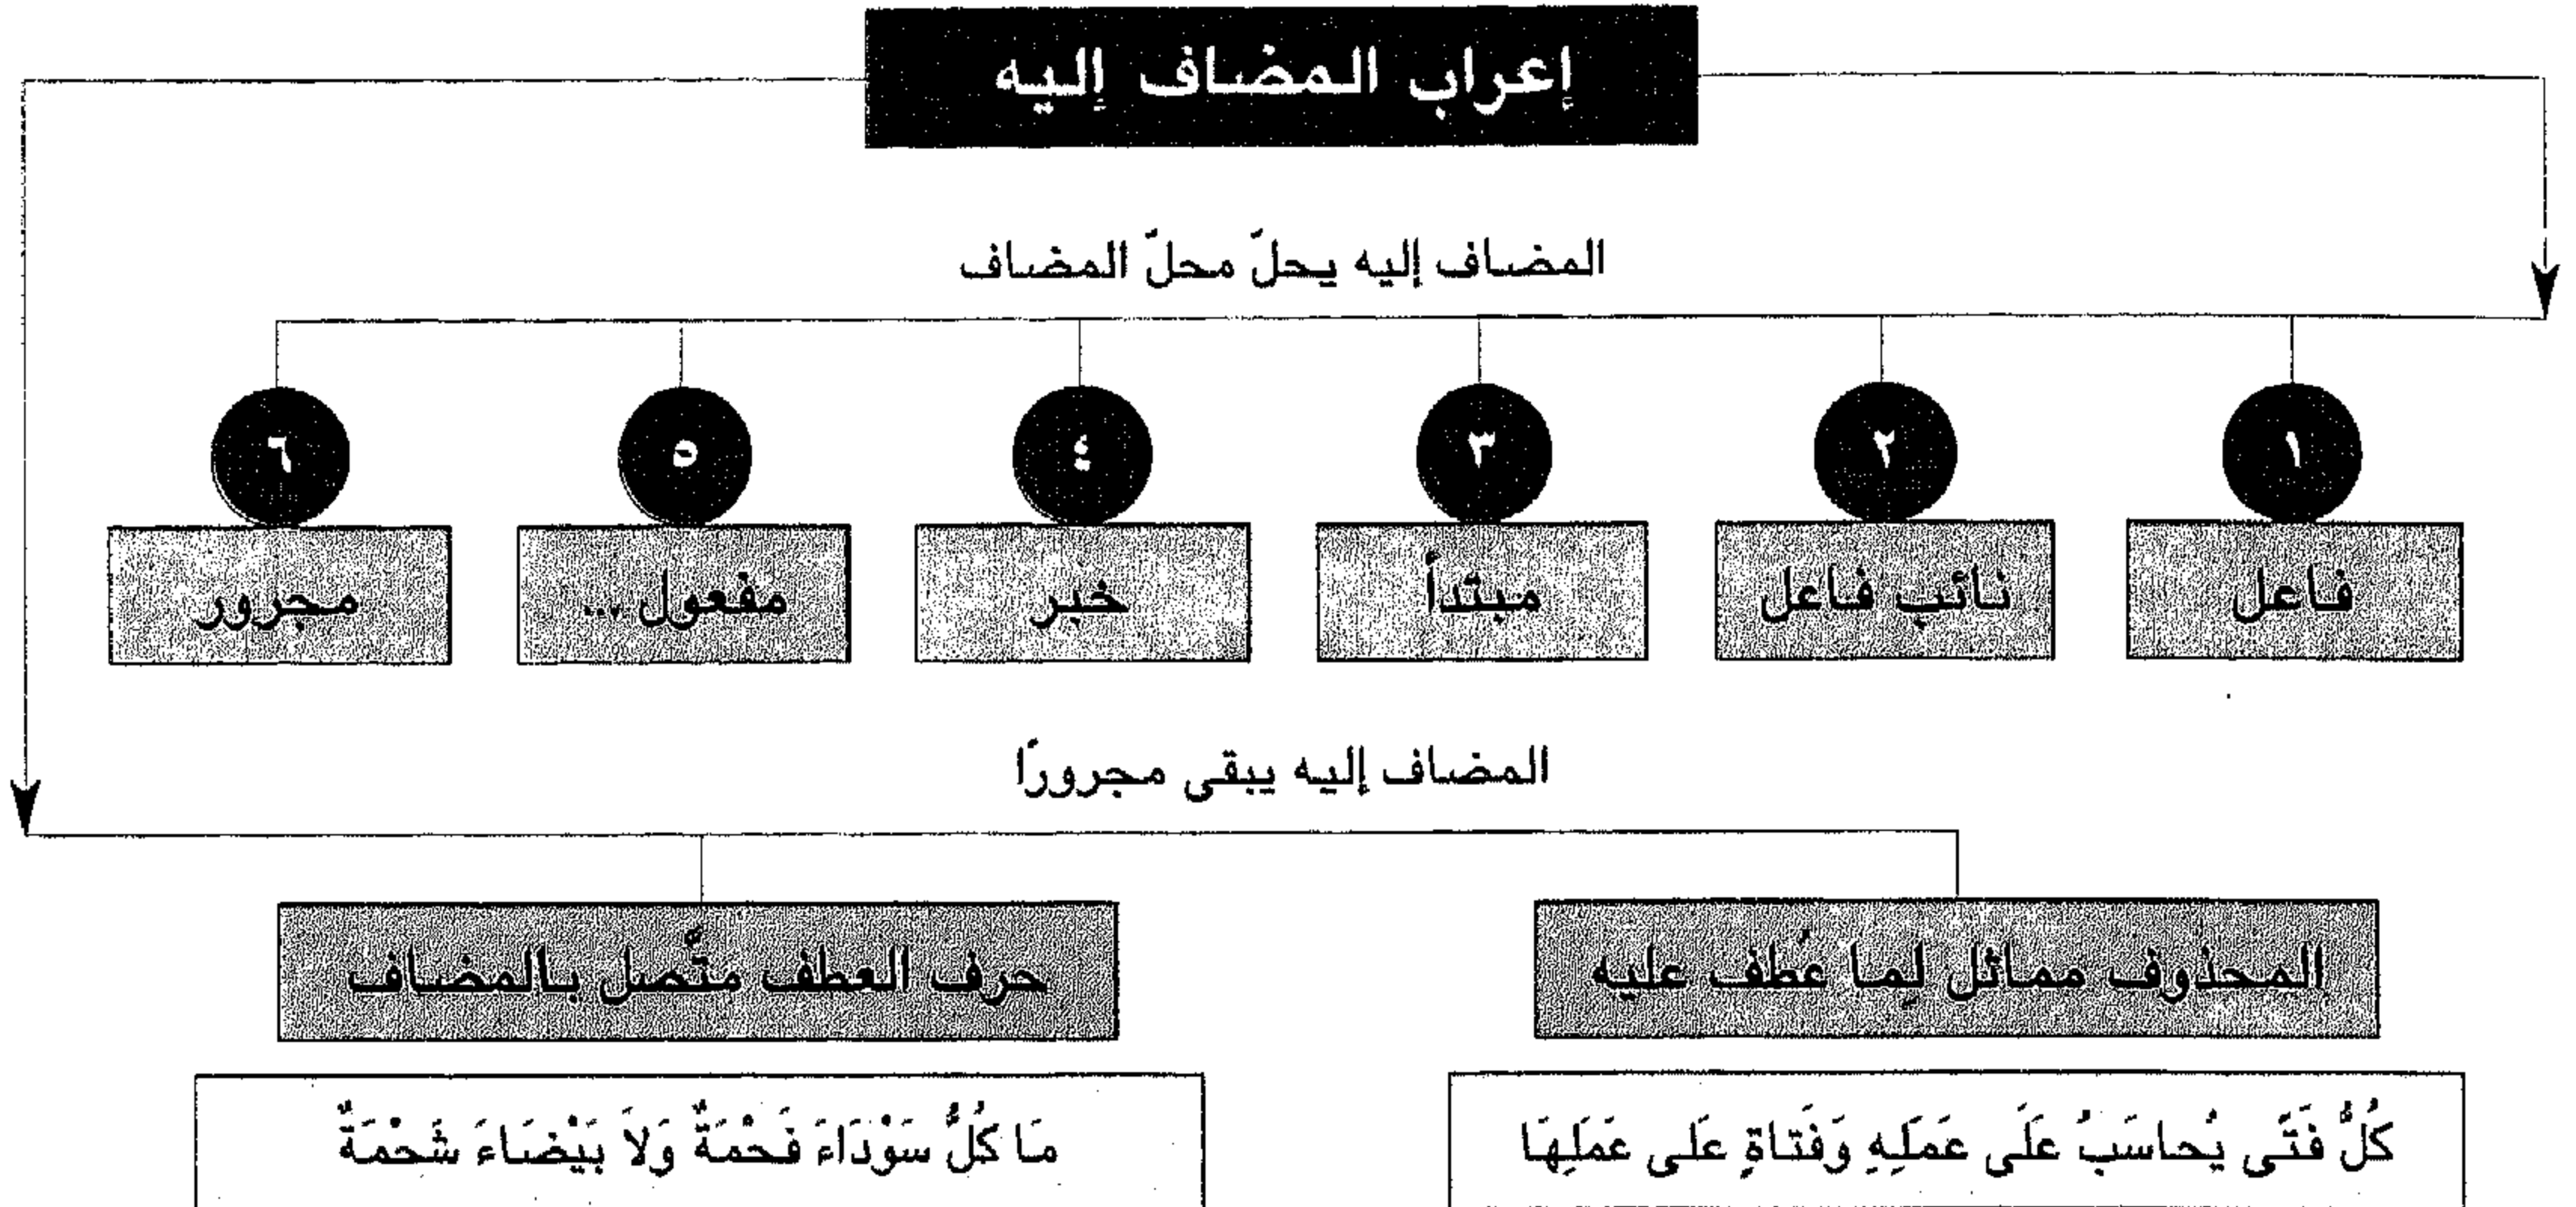 إعراب المضاف إليه
المضاف إليه يحلّ محلّ المضاف
١ ٢ ٣ ٤ ٥ ٦
فاعل نائب فاعل مبتدأ خبر مفعول ... مجرور
المضاف إليه يبقى مجرورًا
المحذوف مماثل لِما عُطف عليه
حرف العطف متَّصل بالمضاف
كُلُّ فَتًى يُحاسَبُ عَلَى عَمَلِهِ وَفَتاةٍ عَلى عَمَلِهَا
مَا كُلُّ سَوْدَاءَ فَحْمَةٌ وَلاَ بَيْضَاءَ شَحْمَةٌ